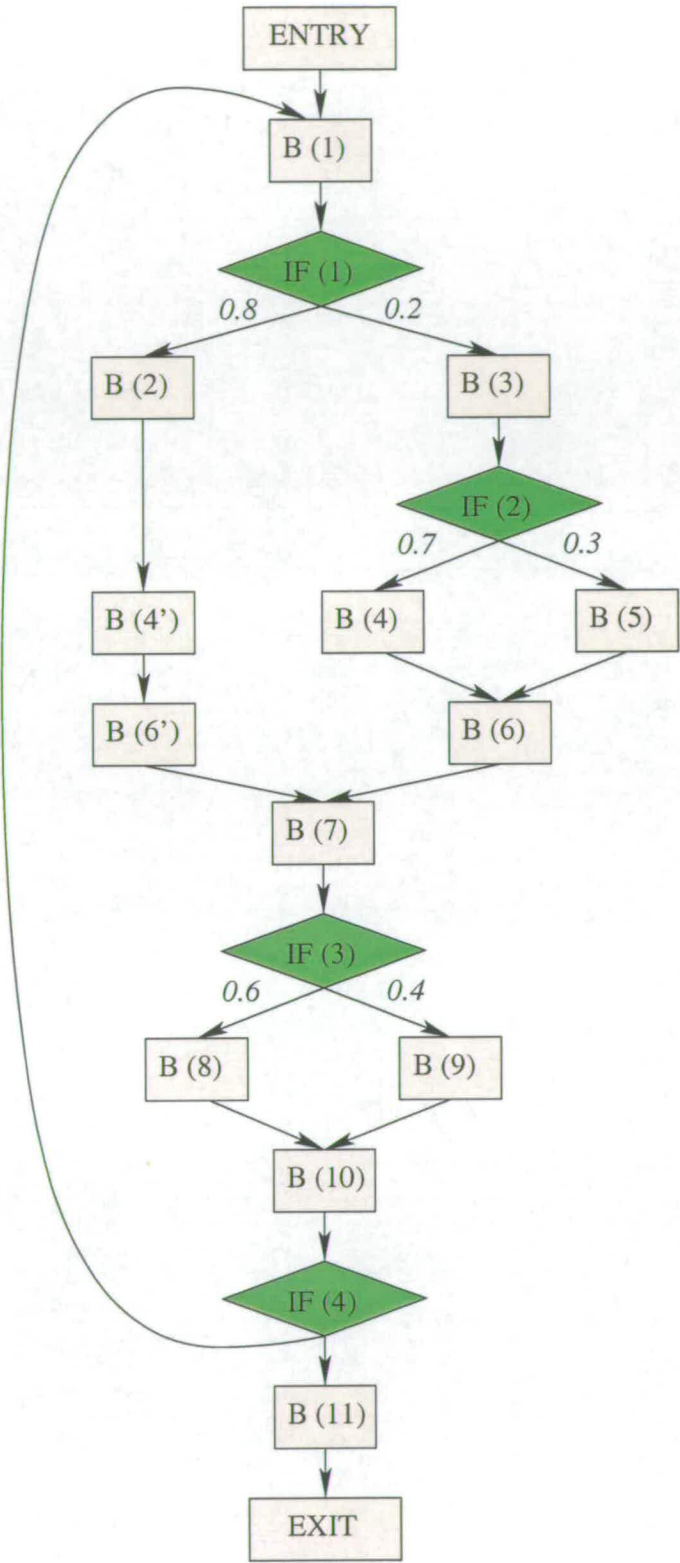 ENTRY
B (1)
IF (1)
0.8 0.2
B (2) B (3)
IF (2)
0.7 0.3
B (4') B (4) B (5)
B (6') B (6)
B (7)
IF (3)
0.6 0.4
B (8) B (9)
B (10)
IF (4)
B (11)
EXIT